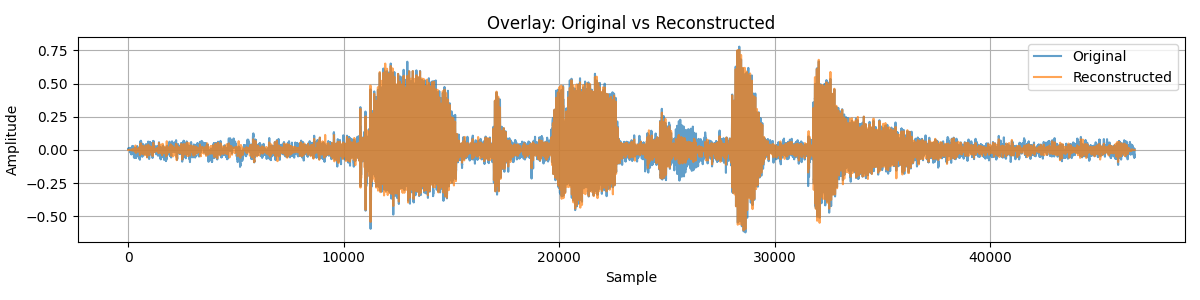 Overlay: Original vs Reconstructed
Original
Reconstructed
Amplitude
0.75
0.50
0.25
0.00
−0.25
−0.50
0
10000
20000
30000
40000
Sample